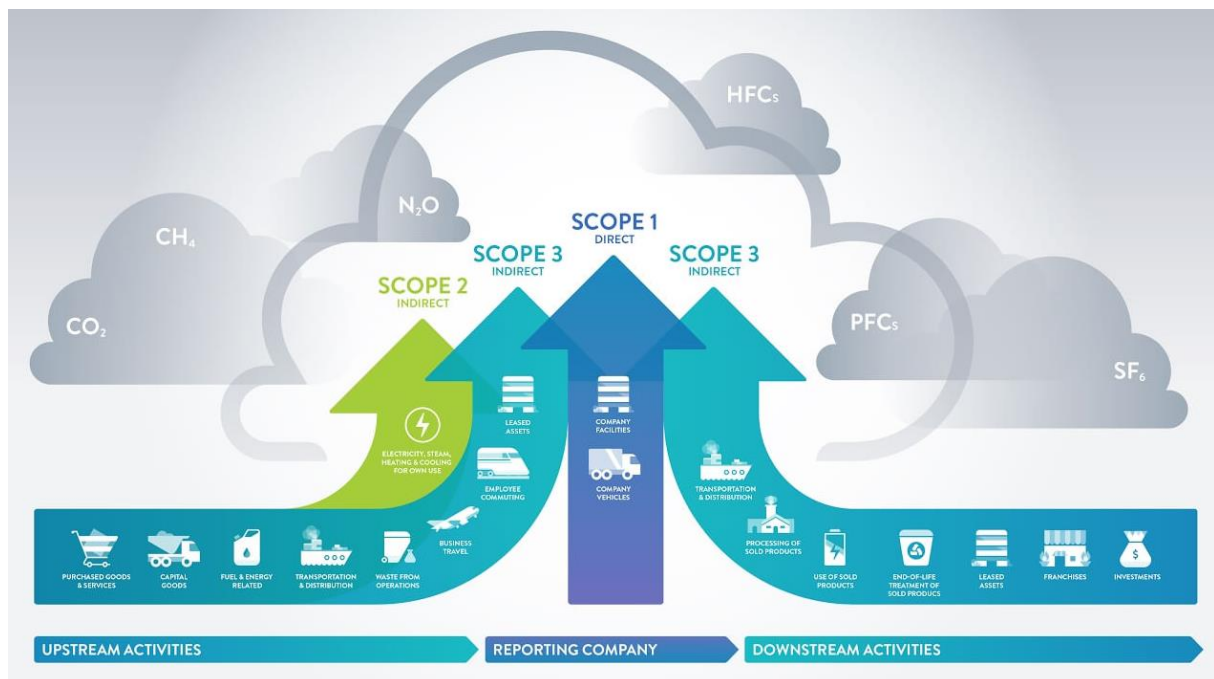 HFCs
N₂O
CH₄
SCOPE 1
DIRECT
SCOPE 3
INDIRECT
SCOPE 3
INDIRECT
SCOPE 2
INDIRECT
CO₂
PFCs
SF₆
ELECTRICITY, STEAM,
HEATING & COOLING
FOR OWN USE
LEASED
ASSETS
EMPLOYEE
COMMUTING
BUSINESS
TRAVEL
COMPANY
FACILITIES
COMPANY
VEHICLES
TRANSPORTATION
& DISTRIBUTION
PROCESSING OF
SOLD PRODUCTS
PURCHASED GOODS
& SERVICES
CAPITAL
GOODS
FUEL & ENERGY
RELATED
TRANSPORTATION
& DISTRIBUTION
WASTE FROM
OPERATIONS
USE OF SOLD
PRODUCTS
END-OF-LIFE
TREATMENT OF
SOLD PRODUCS
LEASED
ASSETS
FRANCHISES
$
INVESTMENTS
UPSTREAM ACTIVITIES
REPORTING COMPANY
DOWNSTREAM ACTIVITIES